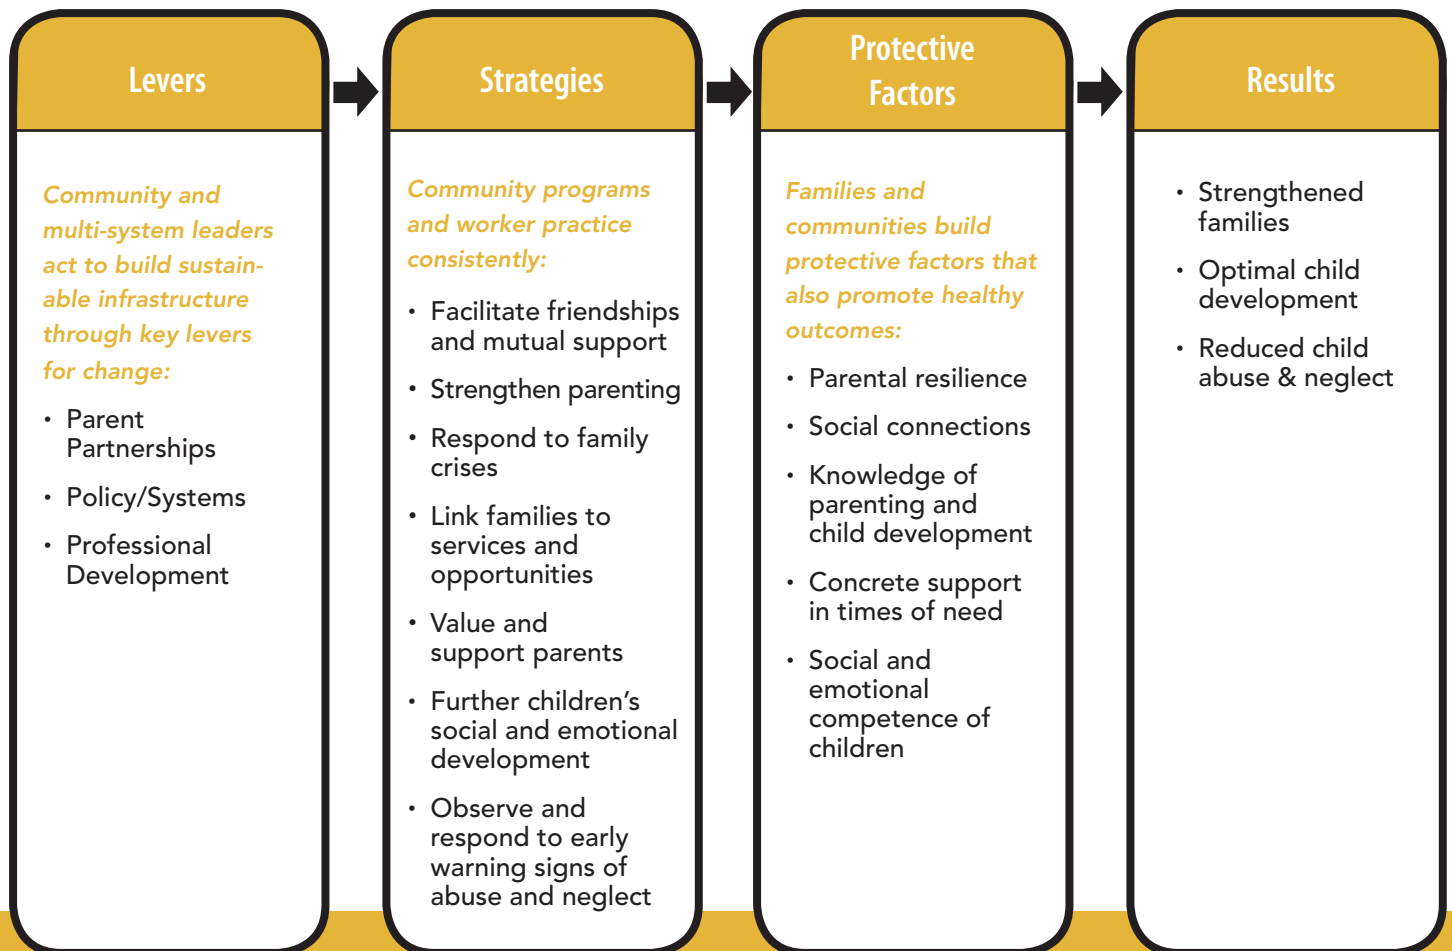 Levers
Community and
multi-system leaders
act to build sustain-
able infrastructure
through key levers
for change:
• Parent
Partnerships
• Policy/Systems
• Professional
Development
Strategies
Community programs
and worker practice
consistently:
• Facilitate friendships
and mutual support
• Strengthen parenting
• Respond to family
crises
• Link families to
services and
opportunities
• Value and
support parents
• Further children’s
social and emotional
development
• Observe and
respond to early
warning signs of
abuse and neglect
Protective
Factors
Families and
communities build
protective factors that
also promote healthy
outcomes:
• Parental resilience
• Social connections
• Knowledge of
parenting and
child development
• Concrete support
in times of need
• Social and
emotional
competence of
children
Results
• Strengthened
families
• Optimal child
development
• Reduced child
abuse & neglect